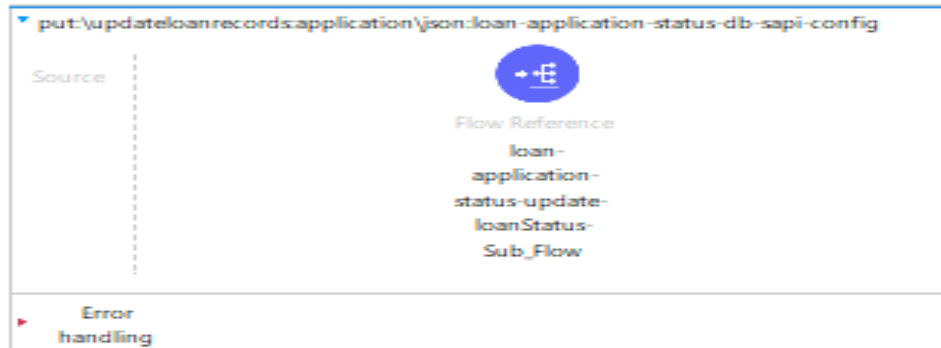 put:\updateloanrecords:application\json:loan-application-status-db-sapi-config
Source
Flow Reference
loan-
application-
status-update-
loanStatus-
Sub_Flow
Error
handling